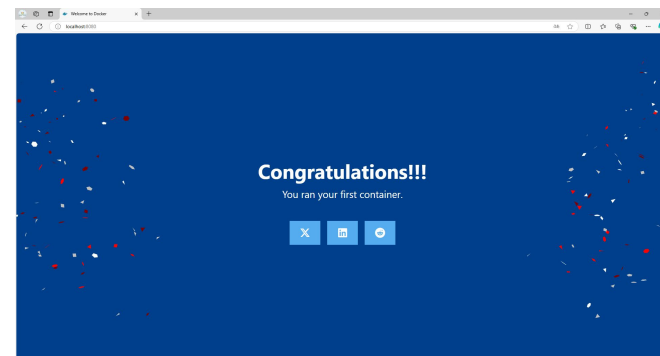 Welcome to Docker
localhost:8080
Congratulations!!!
You ran your first container.